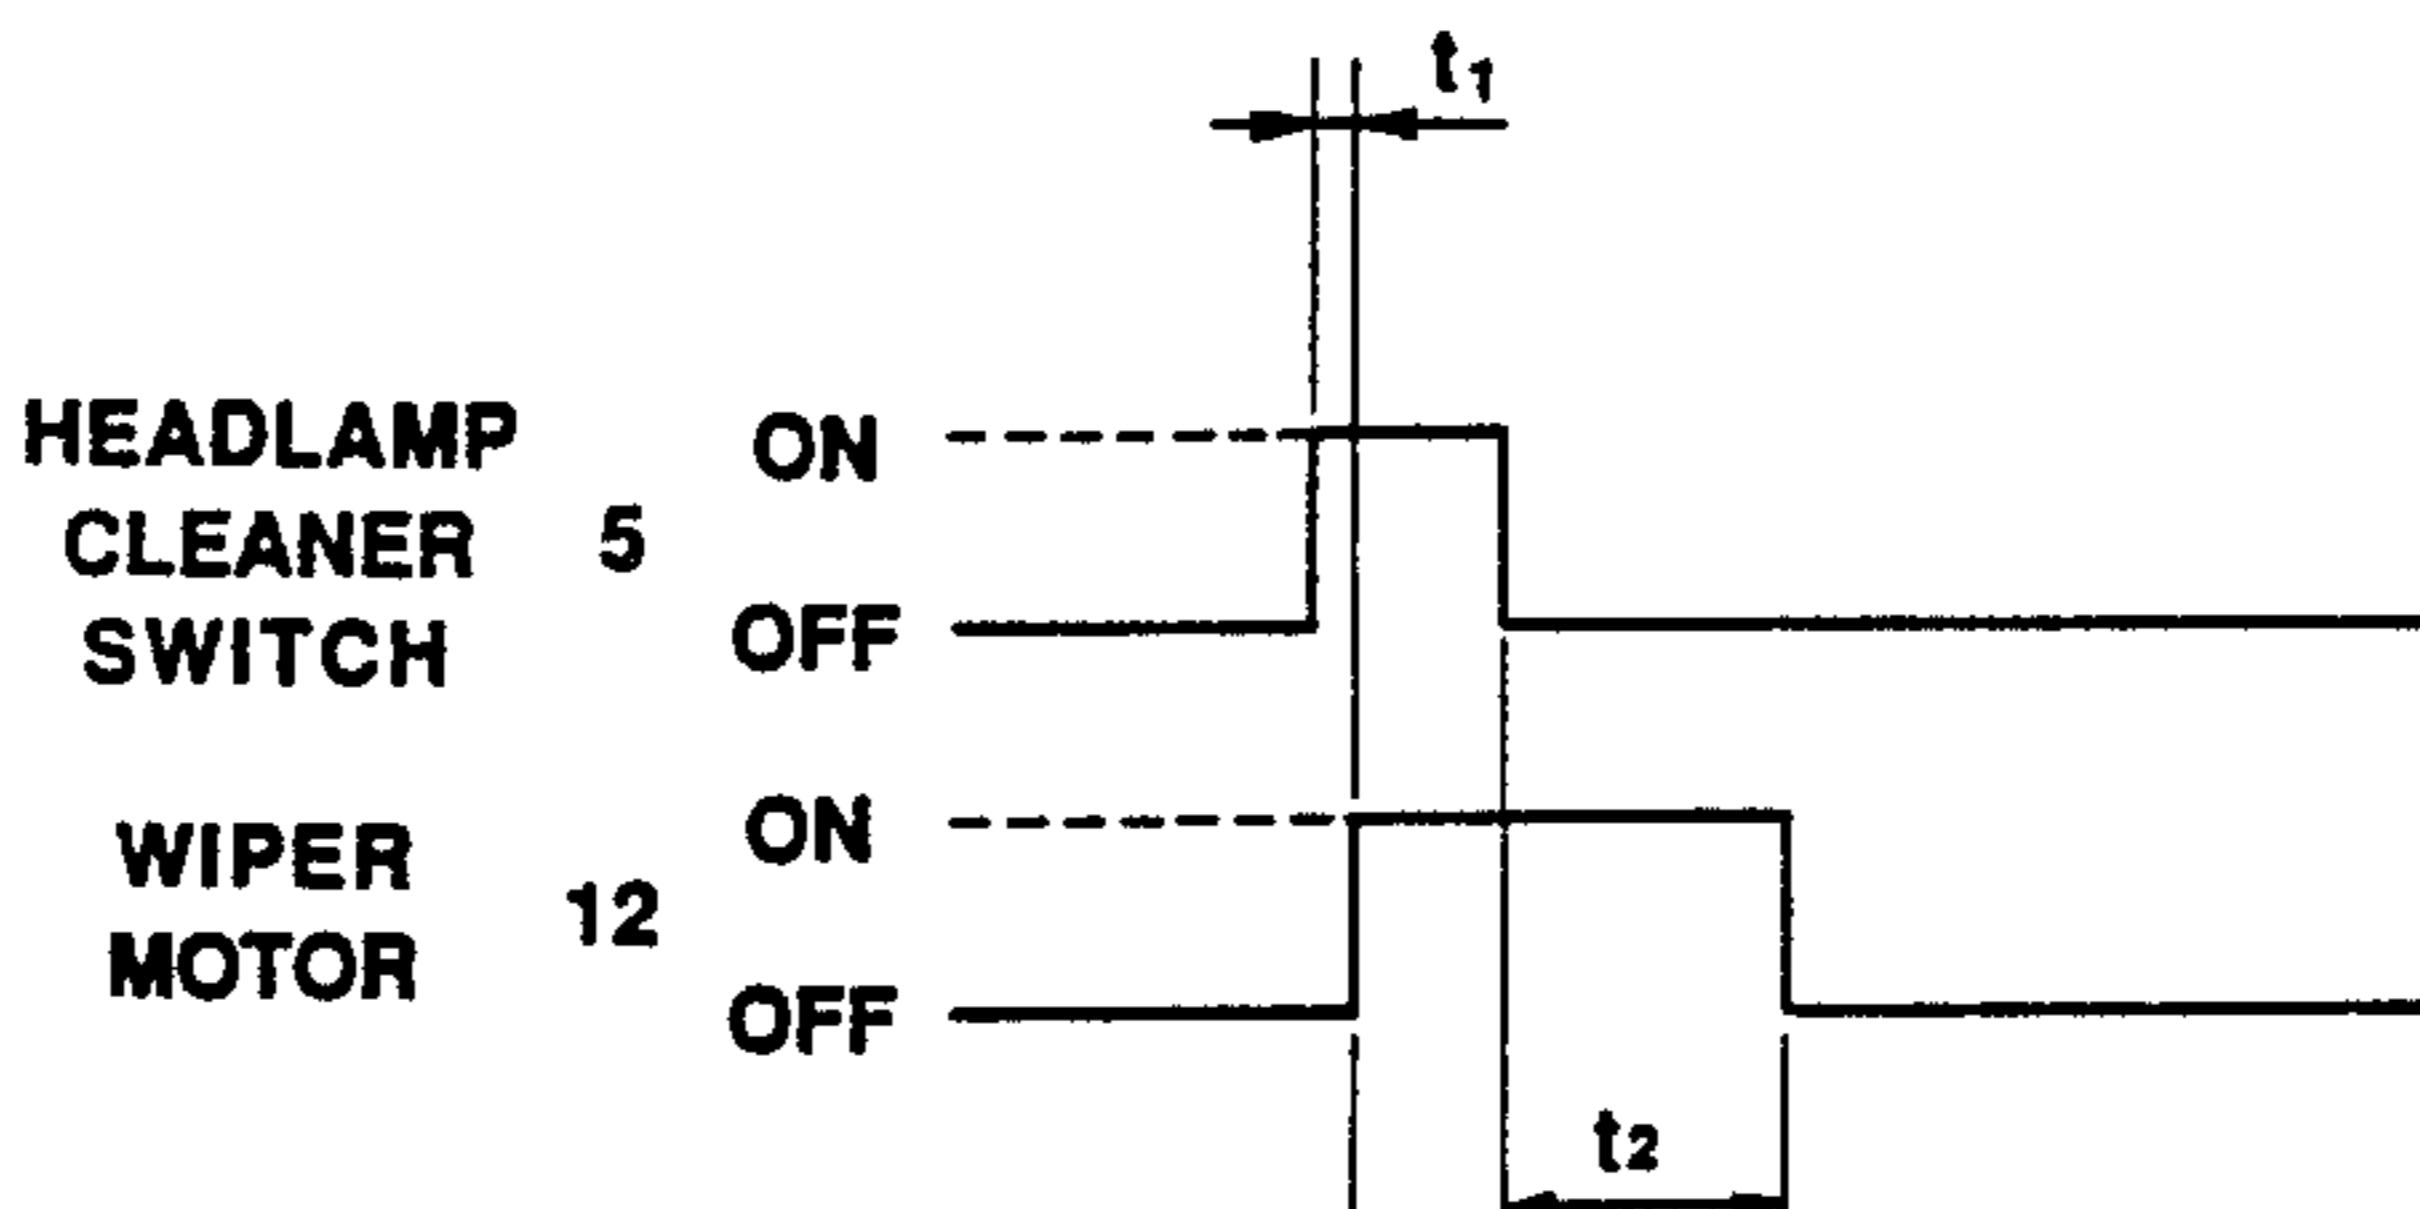 t1
HEADLAMP
CLEANER
SWITCH
5
ON
OFF
WIPER
MOTOR
12
ON
OFF
t2